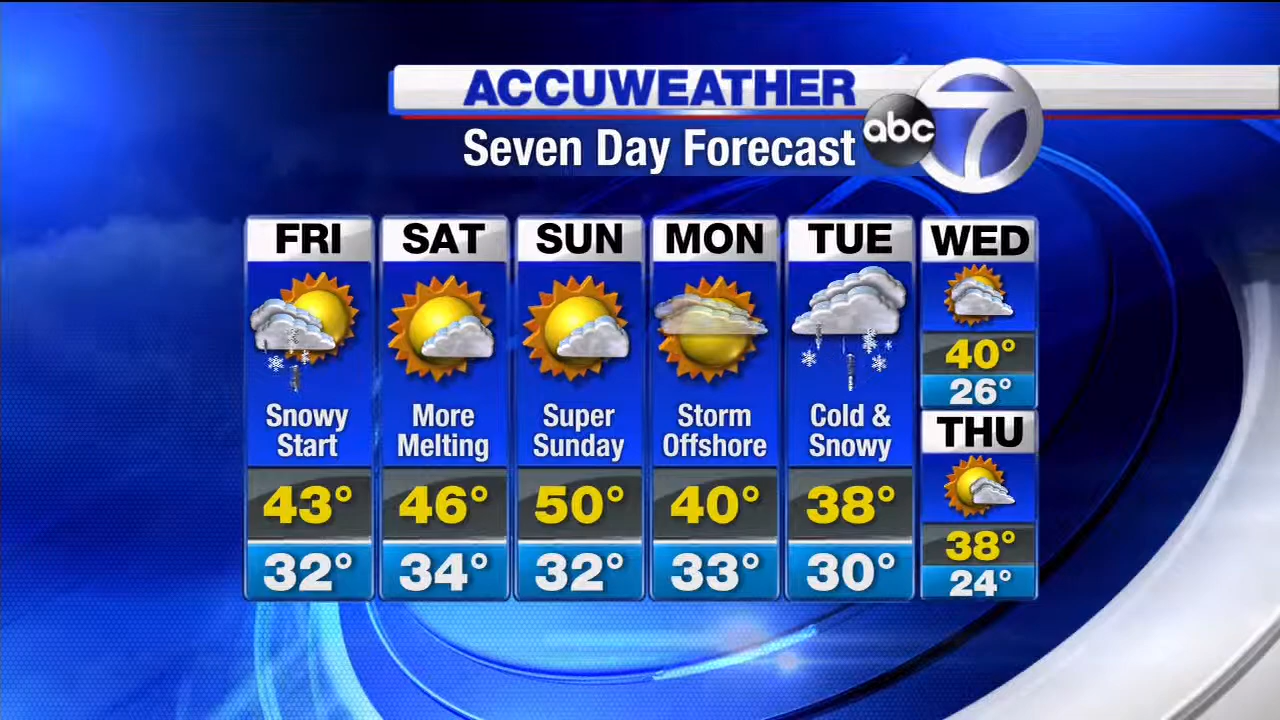 ACCUWEATHER
Seven Day Forecast
abc
7
FRI
Snowy
Start
43°
32°
SAT
More
Melting
46°
34°
SUN
Super
Sunday
50°
32°
MON
Storm
Offshore
40°
33°
TUE
Cold &
Snowy
38°
30°
WED
40°
26°
THU
38°
24°